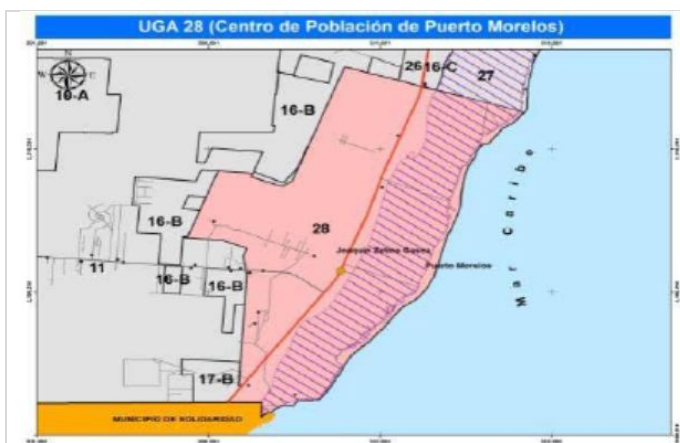 UGA 28 (Centro de Población de Puerto Morelos)
N
W E
26 16-C 27
10-A
16-B
16-B
28
Mar Caribe
Puerto Morelos
11
16-B
16-B
17-B
MUNICIPIO DE SOLIDARIDAD